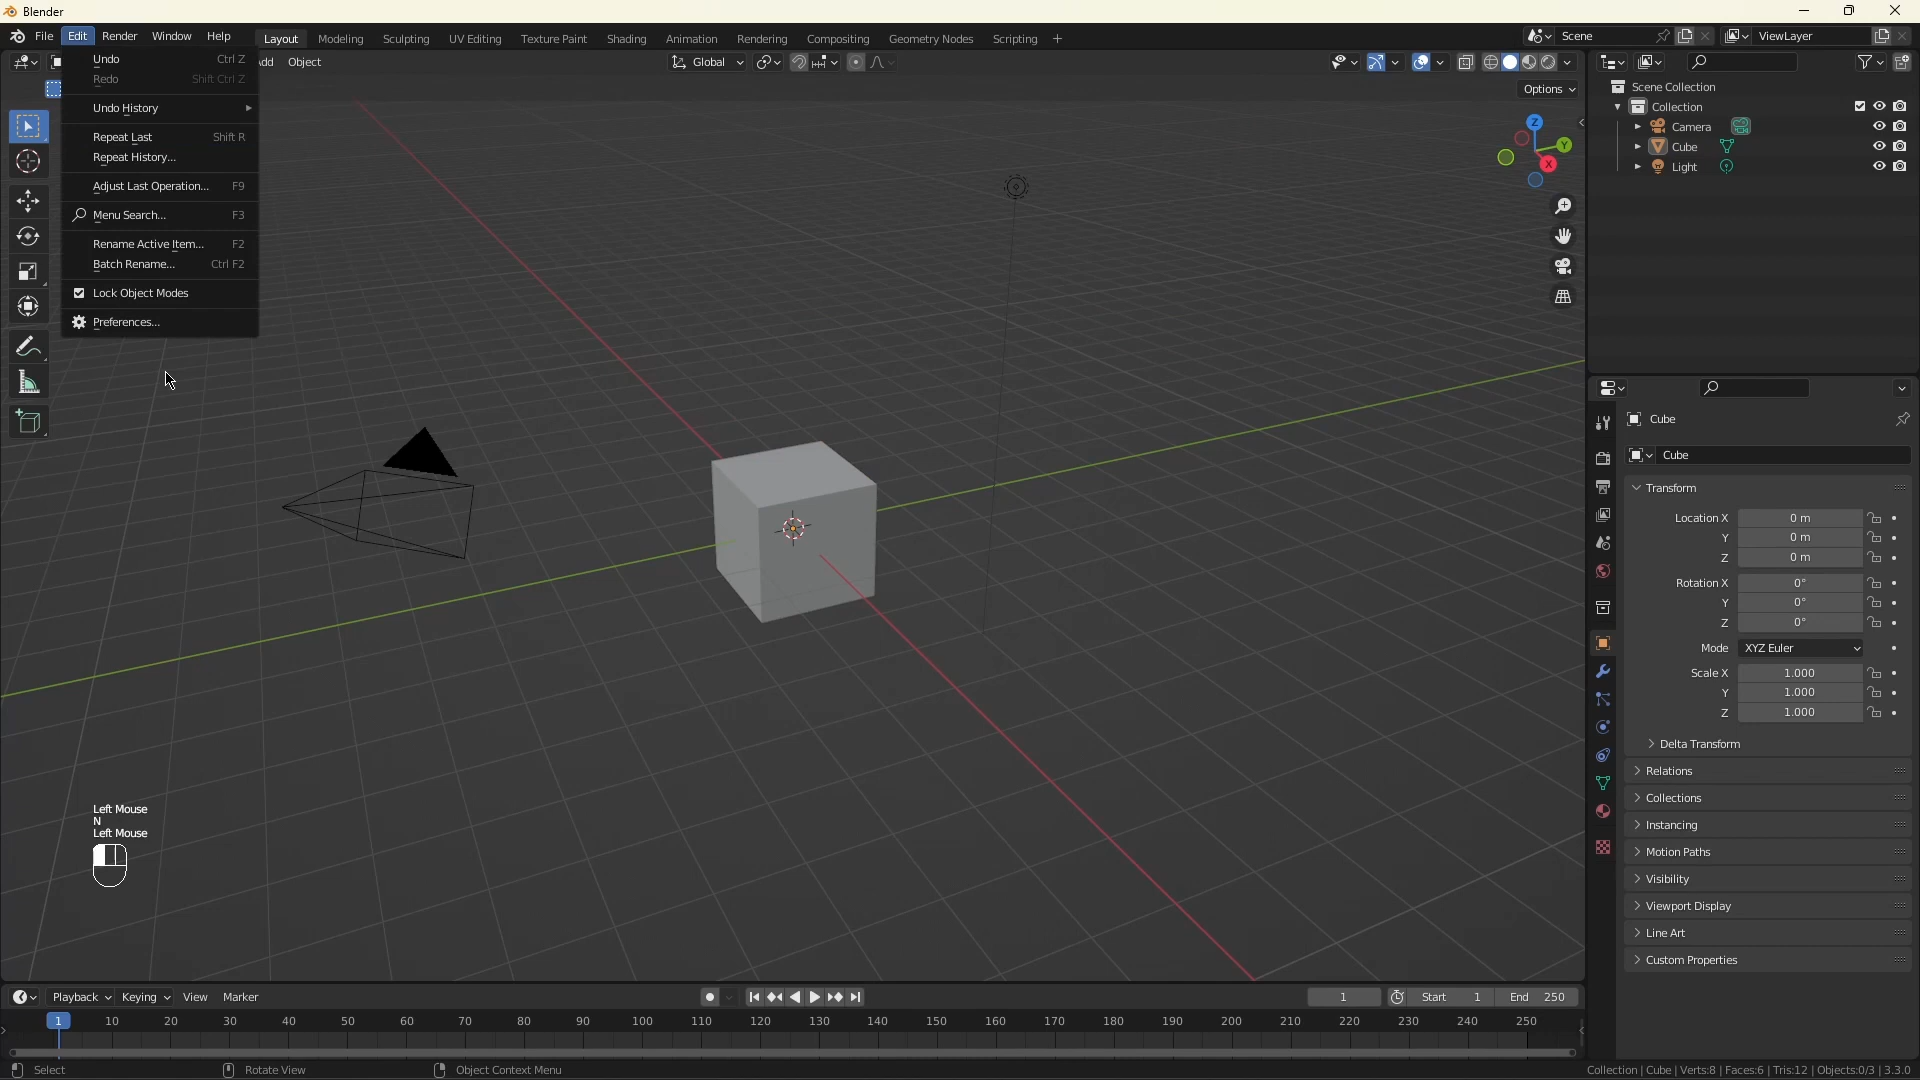 Blender
File Edit Render Window Help Layout Modeling Sculpting UV Editing Texture Paint Shading Animation Rendering Compositing Geometry Nodes Scripting + Scene ViewLayer
Add Object Global
Options
Undo Ctrl Z
Redo Shift Ctrl Z
Undo History
Repeat Last Shift R
Repeat History...
Adjust Last Operation... F9
Menu Search... F3
Rename Active Item... F2
Batch Rename... Ctrl F2
Lock Object Modes
Preferences...
Z
Y
X
Left Mouse
N
Left Mouse
Scene Collection
Collection
Camera
Cube
Light
Cube
Cube
Transform
Location X 0 m
Y 0 m
Z 0 m
Rotation X 0°
Y 0°
Z 0°
Mode XYZ Euler
Scale X 1.000
Y 1.000
Z 1.000
Delta Transform
Relations
Collections
Instancing
Motion Paths
Visibility
Viewport Display
Line Art
Custom Properties
Playback Keying View Marker 1 Start 1 End 250
1 10 20 30 40 50 60 70 80 90 100 110 120 130 140 150 160 170 180 190 200 210 220 230 240 250
Select Rotate View Object Context Menu Collection | Cube | Verts:8 | Faces:6 | Tris:12 | Objects:0/3 | 3.3.0